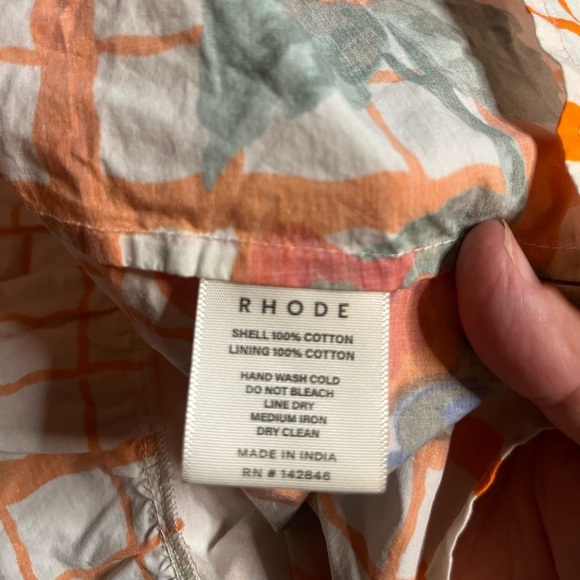 RHODE
SHELL 100% COTTON
LINING 100% COTTON
HAND WASH COLD
DO NOT BLEACH
LINE DRY
MEDIUM IRON
DRY CLEAN
MADE IN INDIA
RN # 142846